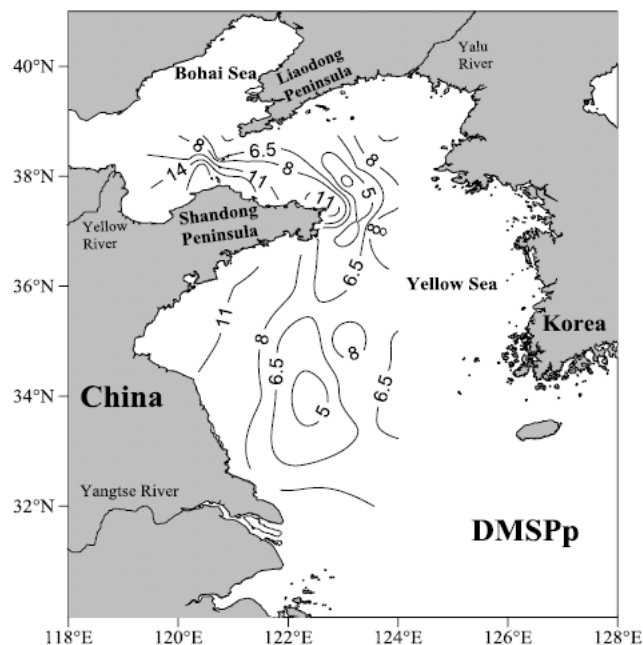 40°N
38°N
36°N
34°N
32°N
118°E
120°E
122°E
124°E
126°E
128°E
Bohai Sea
Liaodong
Peninsula
Yalu
River
8
6.5
8
14
11
8
5
11
8
Yellow
River
Shandong
Peninsula
6.5
Yellow Sea
11
8
8
6.5
5
6.5
Korea
China
Yangtse River
DMSPp